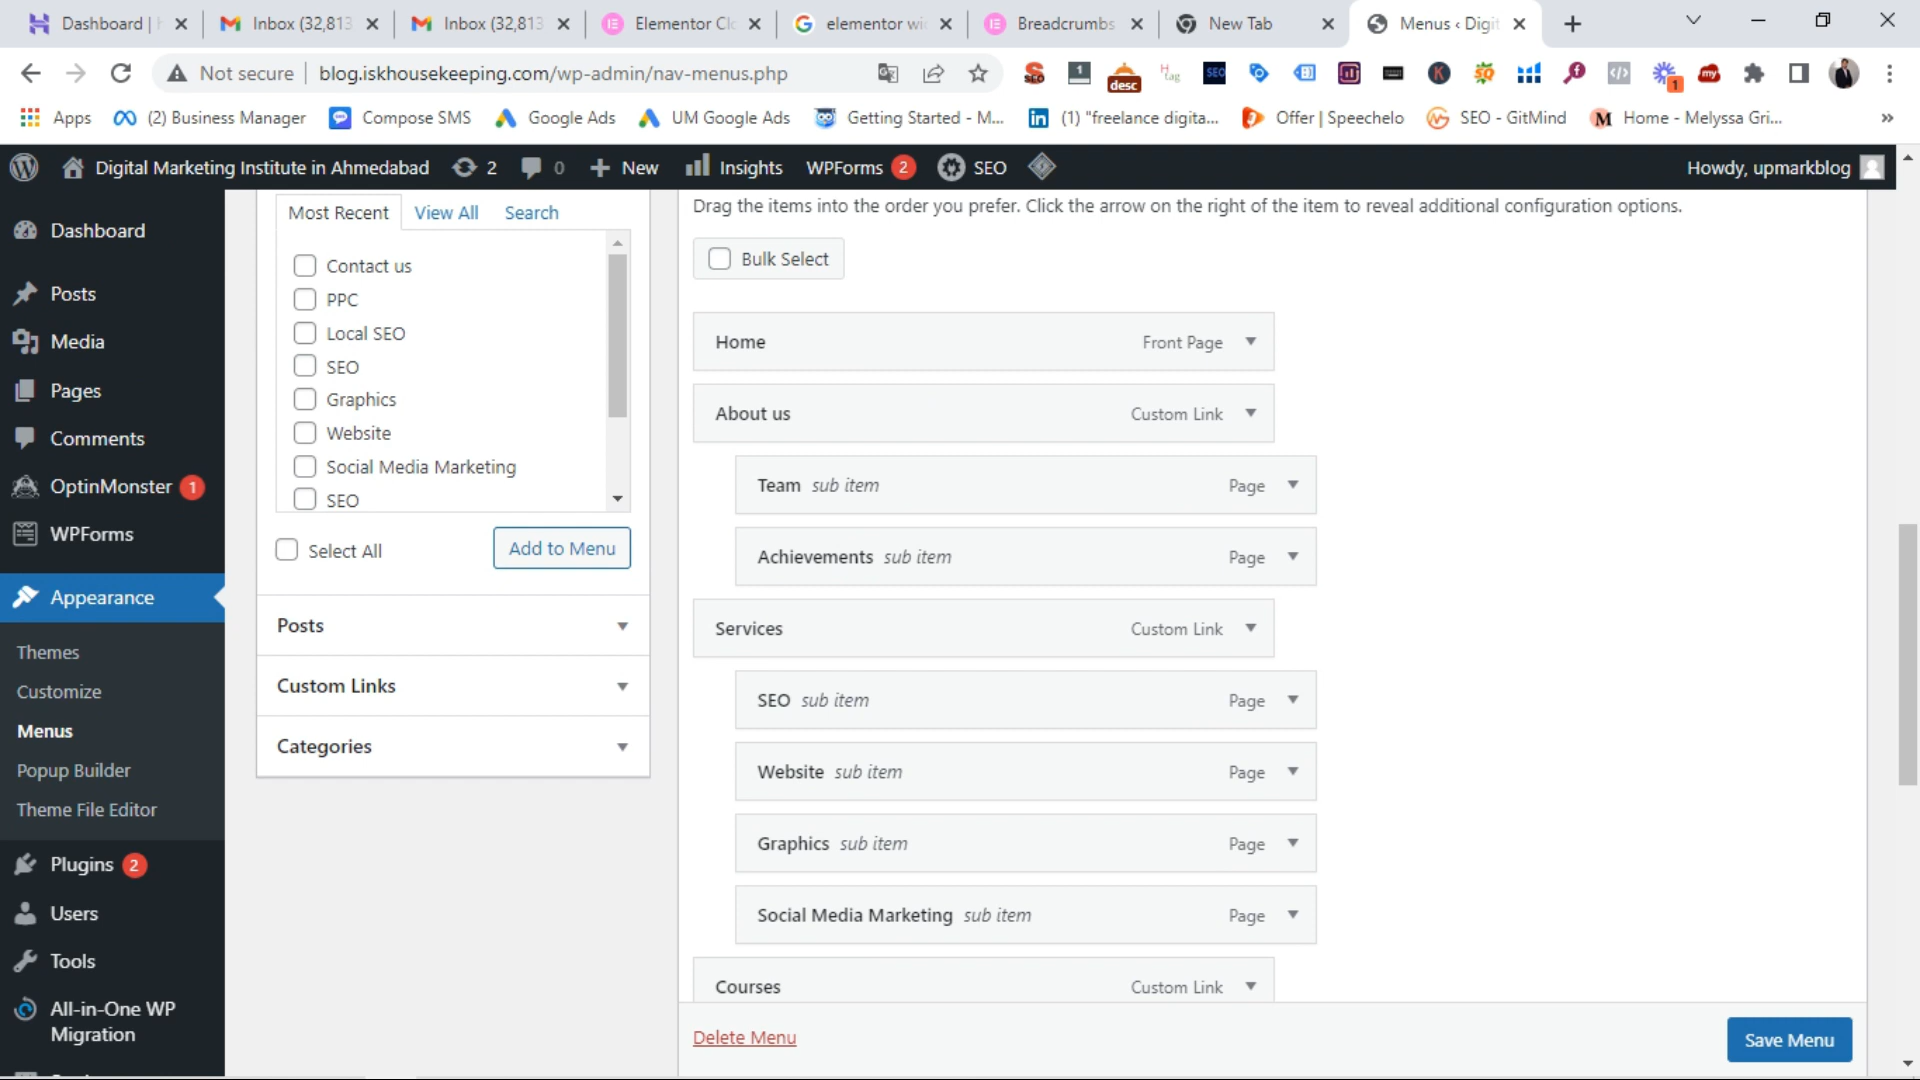 Dashboard |
Inbox (32,813
Inbox (32,813
Elementor Clo
elementor wi
Breadcrumbs
New Tab
Menus ‹ Digit
Not secure
blog.iskhousekeeping.com/wp-admin/nav-menus.php
Apps
(2) Business Manager
Compose SMS
Google Ads
UM Google Ads
Getting Started - M...
(1) "freelance digita...
Offer | Speechelo
SEO - GitMind
Home - Melyssa Gri...
»
Digital Marketing Institute in Ahmedabad
2
0
New
Insights
WPForms 2
SEO
Howdy, upmarkblog
Dashboard
Posts
Media
Pages
Comments
OptinMonster 1
WPForms
Appearance
Themes
Customize
Menus
Popup Builder
Theme File Editor
Plugins 2
Users
Tools
All-in-One WP
Migration
Most Recent
View All
Search
Contact us
PPC
Local SEO
SEO
Graphics
Website
Social Media Marketing
SEO
Select All
Add to Menu
Posts
Custom Links
Categories
Drag the items into the order you prefer. Click the arrow on the right of the item to reveal additional configuration options.
Bulk Select
Home Front Page
About us Custom Link
Team sub item Page
Achievements sub item Page
Services Custom Link
SEO sub item Page
Website sub item Page
Graphics sub item Page
Social Media Marketing sub item Page
Courses Custom Link
Delete Menu
Save Menu